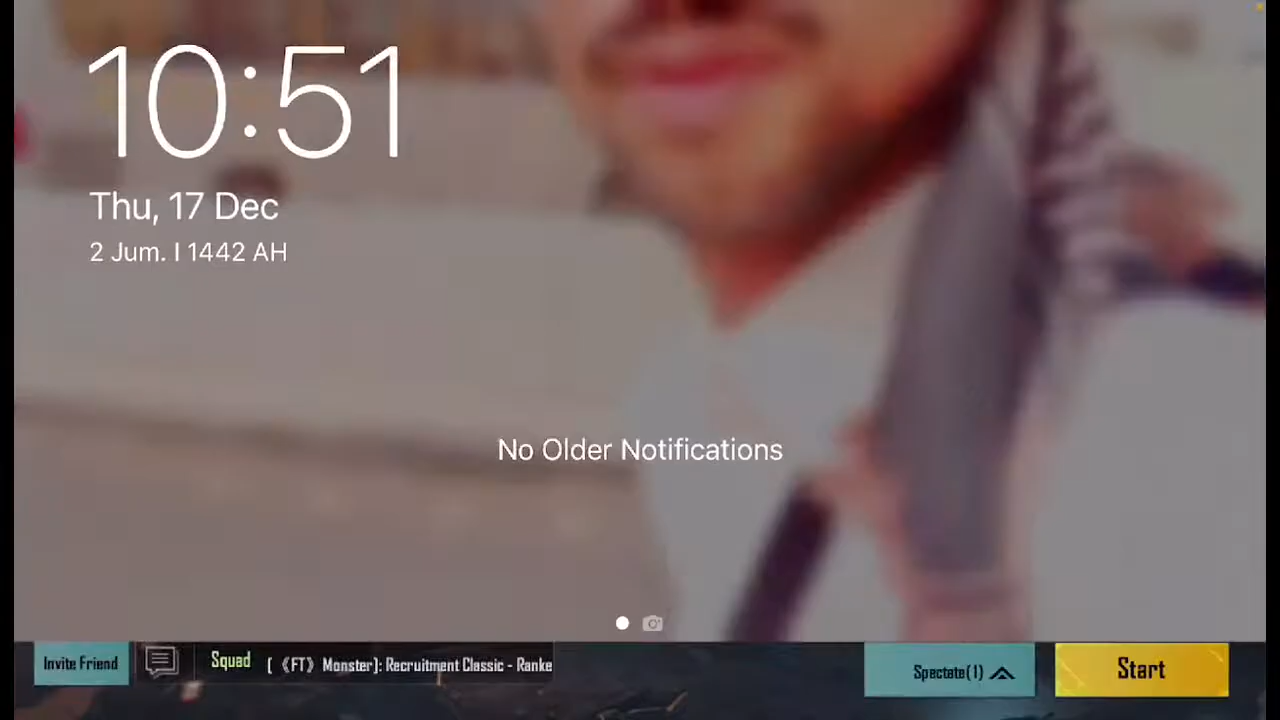 10:51
Thu, 17 Dec
2 Jum. I 1442 AH
No Older Notifications
Invite Friend
Squad [ 《FT》 Monster]: Recruitment Classic - Ranke
Spectate(1)
Start